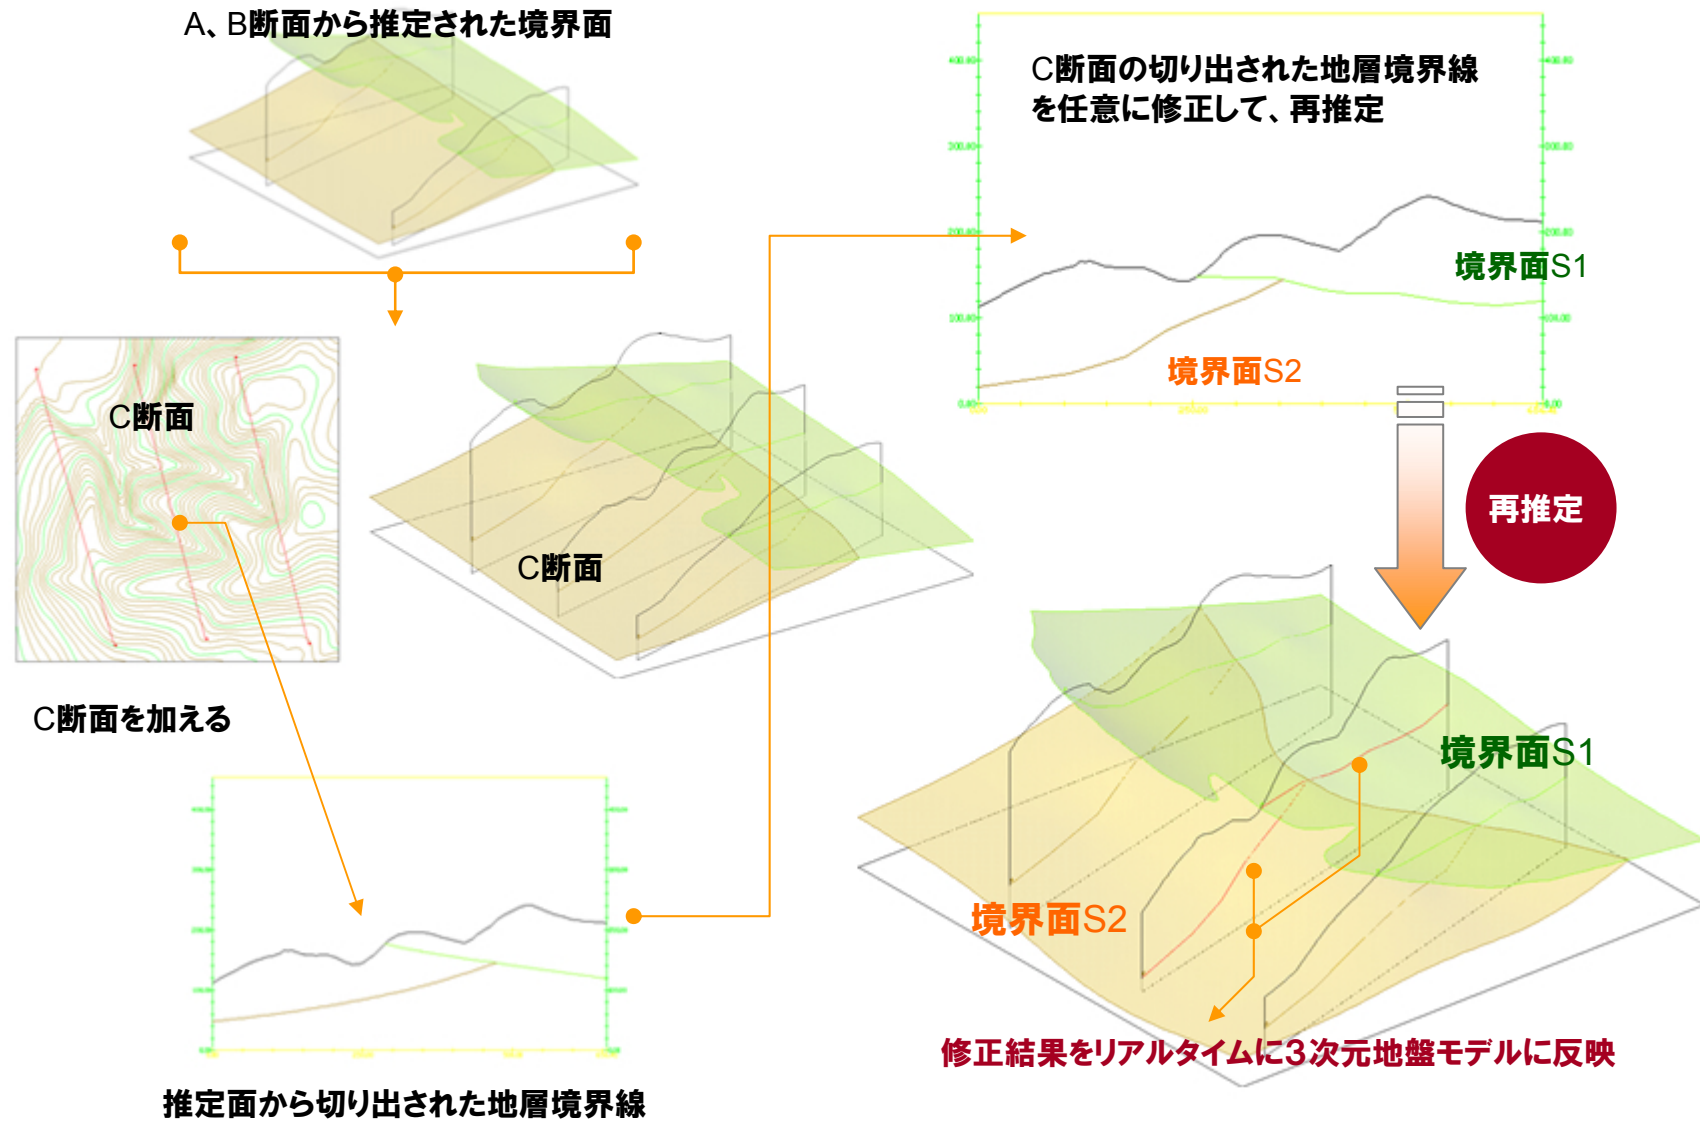 A、B断面から推定された境界面
C断面の切り出された地層境界線
を任意に修正して、再推定
境界面S1
境界面S2
C断面
C断面
再推定
C断面を加える
境界面S1
境界面S2
修正結果をリアルタイムに３次元地盤モデルに反映
推定面から切り出された地層境界線